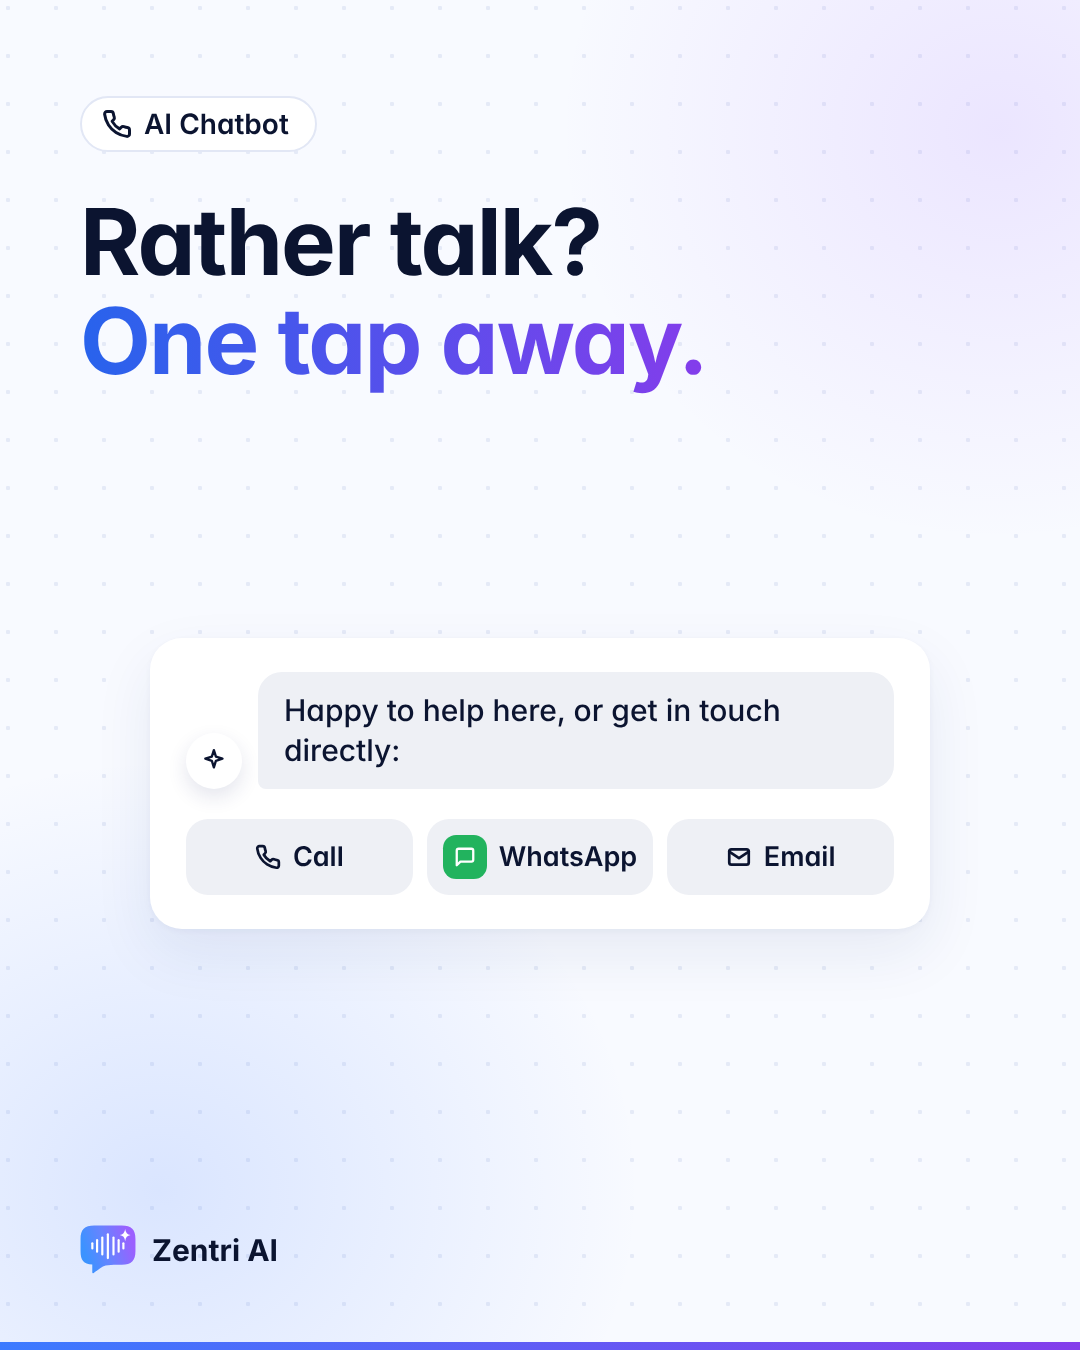 AI Chatbot
Rather talk?
One tap away.
Happy to help here, or get in touch
directly:
Call
WhatsApp
Email
Zentri AI